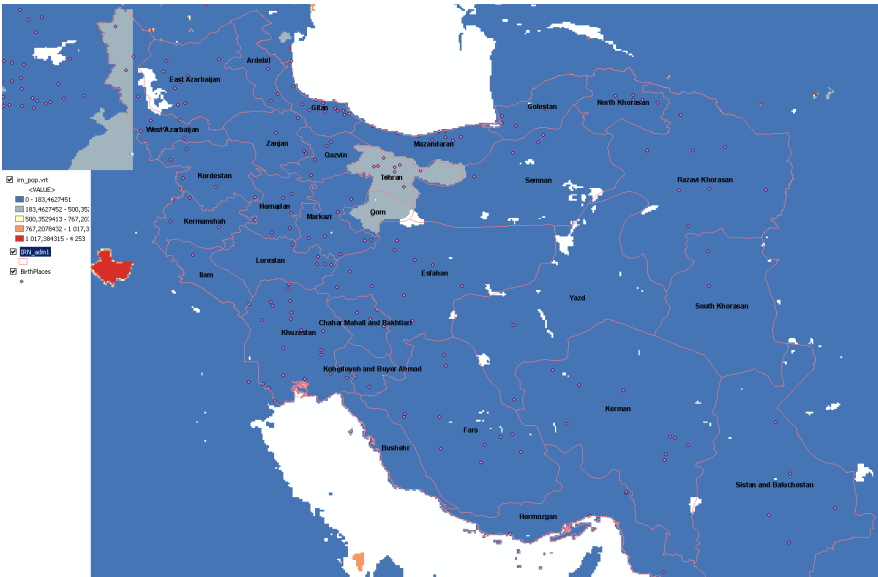 Ardebil
East Azarbaijan
Gilan
Golestan
North Khorasan
West Azarbaijan
Zanjan
Mazandaran
Qazvin
Tehran
Semnan
Razavi Khorasan
irn_pop.vrt
<VALUE>
Kordestan
0 - 183,4627451
183,4627452 - 500,352
Hamadan
Markazi
Qom
500,3529413 - 767,207
Kermanshah
767,2078432 - 1 017,3
1 017,384315 - 4 253
IRN_adm1
Lorestan
Esfahan
BirthPlaces
Ilam
Yazd
South Khorasan
Chahar Mahall and Bakhtiari
Khuzestan
Kohgiluyeh and Buyer Ahmad
Kerman
Fars
Bushehr
Sistan and Baluchestan
Hormozgan